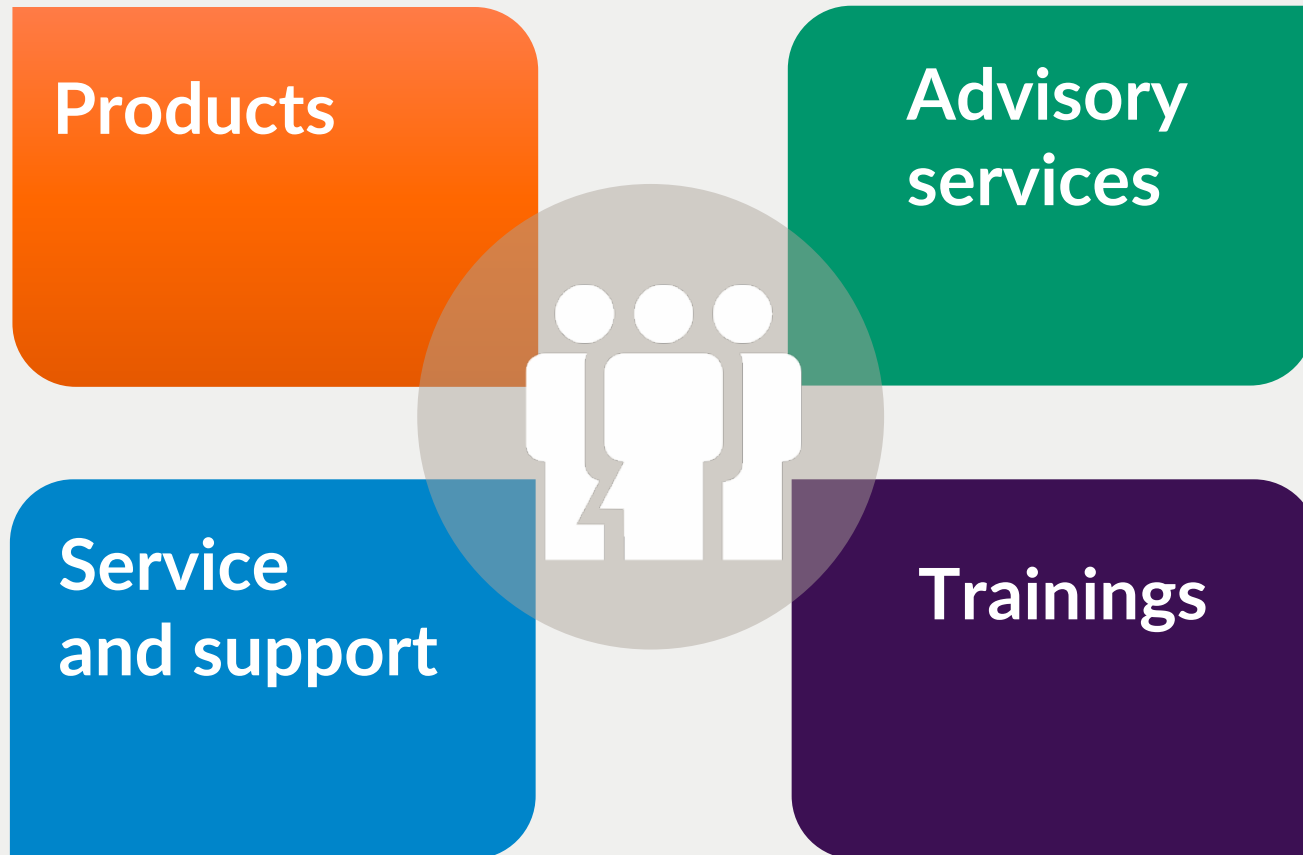 Products
Advisory
services
Service
and support
Trainings